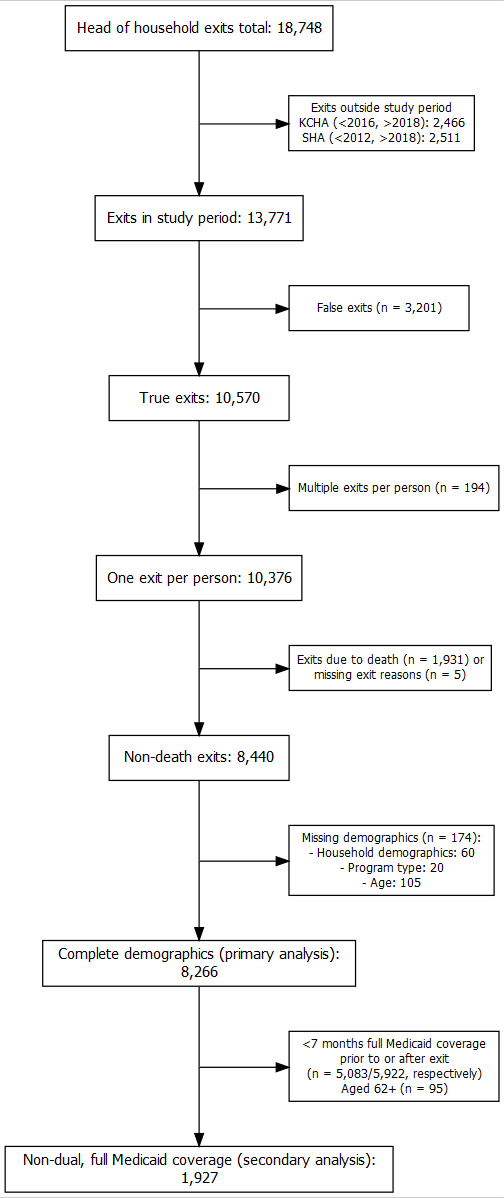 Head of household exits total: 18,748
Exits outside study period
KCHA (<2016, >2018): 2,466
SHA (<2012, >2018): 2,511
Exits in study period: 13,771
False exits (n = 3,201)
True exits: 10,570
Multiple exits per person (n = 194)
One exit per person: 10,376
Exits due to death (n = 1,931) or
missing exit reasons (n = 5)
Non-death exits: 8,440
Missing demographics (n = 174):
- Household demographics: 60
- Program type: 20
- Age: 105
Complete demographics (primary analysis):
8,266
<7 months full Medicaid coverage
prior to or after exit
(n = 5,083/5,922, respectively)
Aged 62+ (n = 95)
Non-dual, full Medicaid coverage (secondary analysis):
1,927